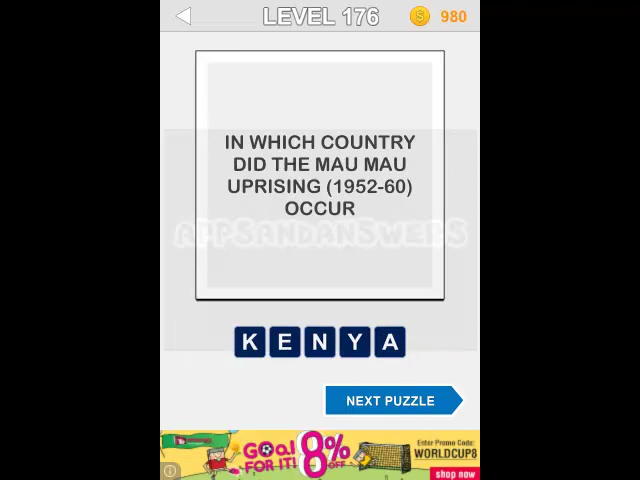 LEVEL 176
980
IN WHICH COUNTRY
DID THE MAU MAU
UPRISING (1952-60)
OCCUR
APPSANDANSWERS
KENYA
NEXT PUZZLE
GOAL
FOR IT!
8%
OFF
Enter Promo Code:
WORLDCUP8
shop now